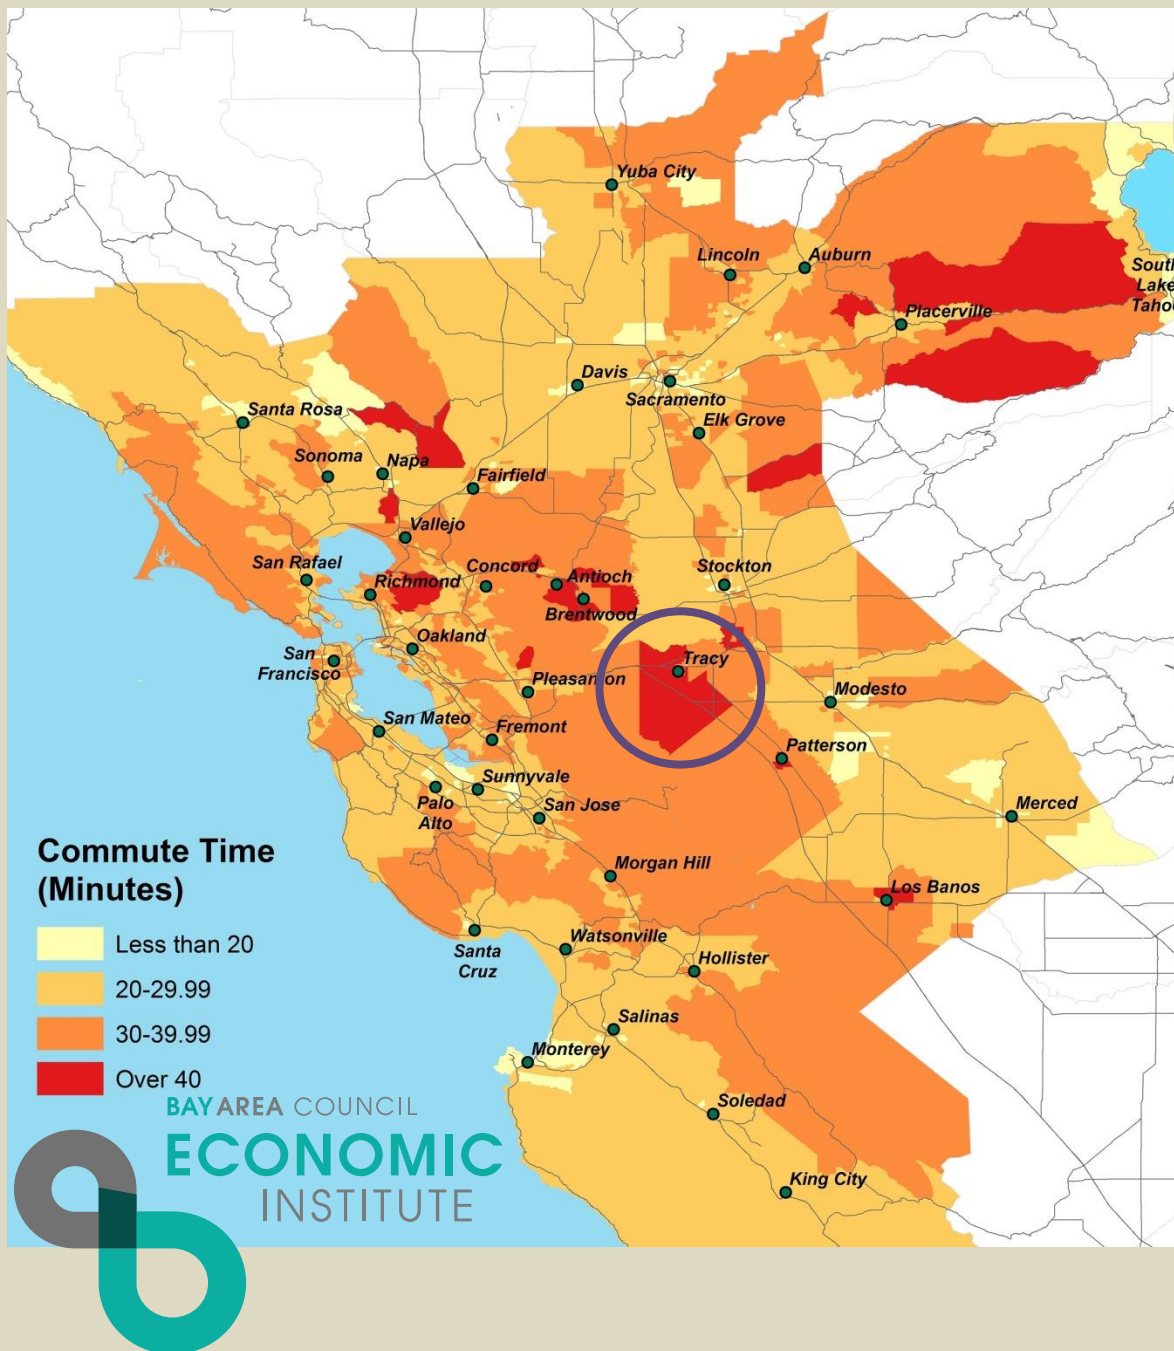 Yuba City
Lincoln
Auburn
South
Lake
Tahoe
Placerville
Davis
Sacramento
Santa Rosa
Elk Grove
Sonoma
Napa
Fairfield
Vallejo
San Rafael
Concord
Antioch
Stockton
Richmond
Brentwood
Oakland
San
Francisco
Tracy
Pleasanton
Modesto
San Mateo
Fremont
Patterson
Sunnyvale
Palo
Alto
San Jose
Merced
Commute Time
(Minutes)
Less than 20
20-29.99
30-39.99
Over 40
Morgan Hill
Los Banos
Santa
Cruz
Watsonville
Hollister
Salinas
Monterey
Soledad
King City
BAY AREA COUNCIL
ECONOMIC
INSTITUTE